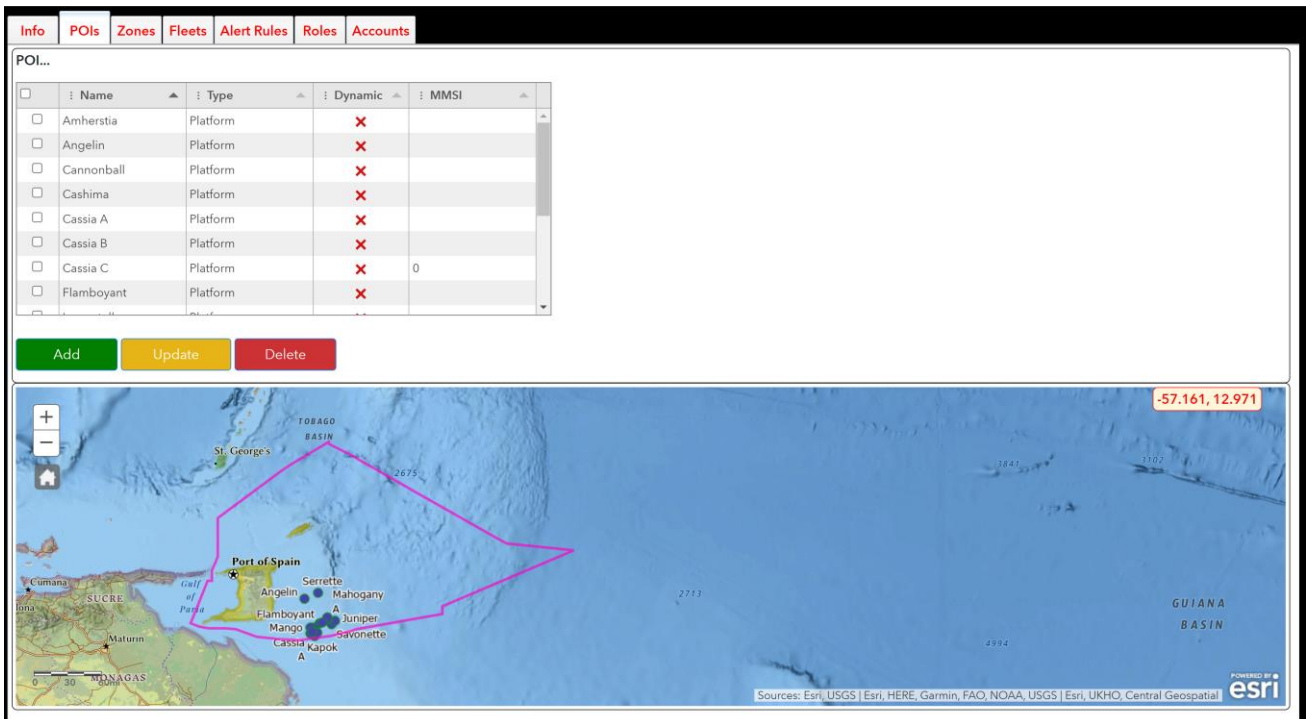 Info POIs Zones Fleets Alert Rules Roles Accounts
POI...
Name Type Dynamic MMSI
Amherstia Platform
Angelin Platform
Cannonball Platform
Cashima Platform
Cassia A Platform
Cassia B Platform
Cassia C Platform 0
Flamboyant Platform
Add Update Delete
-57.161, 12.971
+
−
TOBAGO
BASIN
St. George's
2675
3841
3102
Port of Spain
Cumana
SUCRE
Gulf
of
Paria
Serrette
Angelin
Mahogany
2713
GUIANA
BASIN
Flamboyant
A
Juniper
Mango
Savonette
Cassia
Kapok
A
Maturin
4994
MONAGAS
0 30 60mi
POWERED BY
esri
Sources: Esri, USGS | Esri, HERE, Garmin, FAO, NOAA, USGS | Esri, UKHO, Central Geospatial